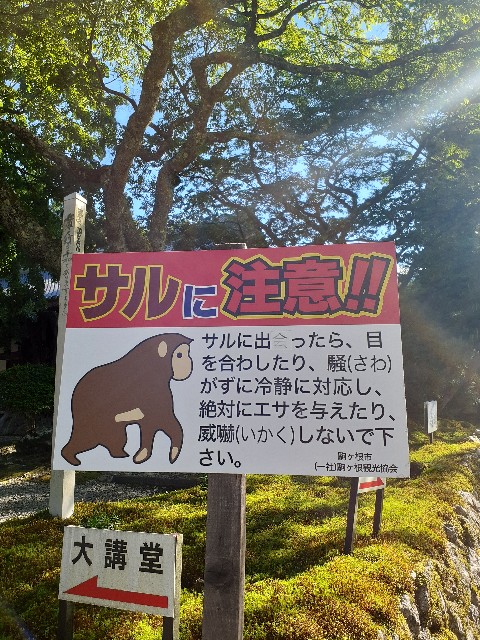 サルに注意!!
サルに出会ったら、目
を合わしたり、騒(さわ)
がずに冷静に対応し、
絶対にエサを与えたり、
威嚇(いかく)しないで下
さい。
駒ヶ根市
(一社)駒ヶ根観光協会
大講堂